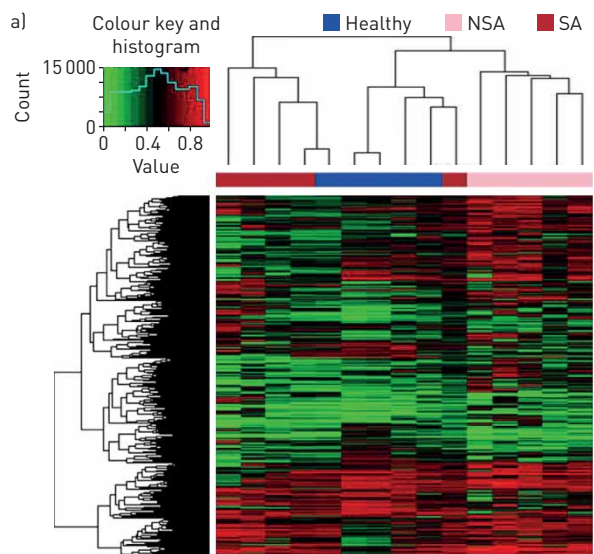 a)
Colour key and
histogram
Healthy
NSA
SA
Count
15 000
0
0
0.4
0.8
Value